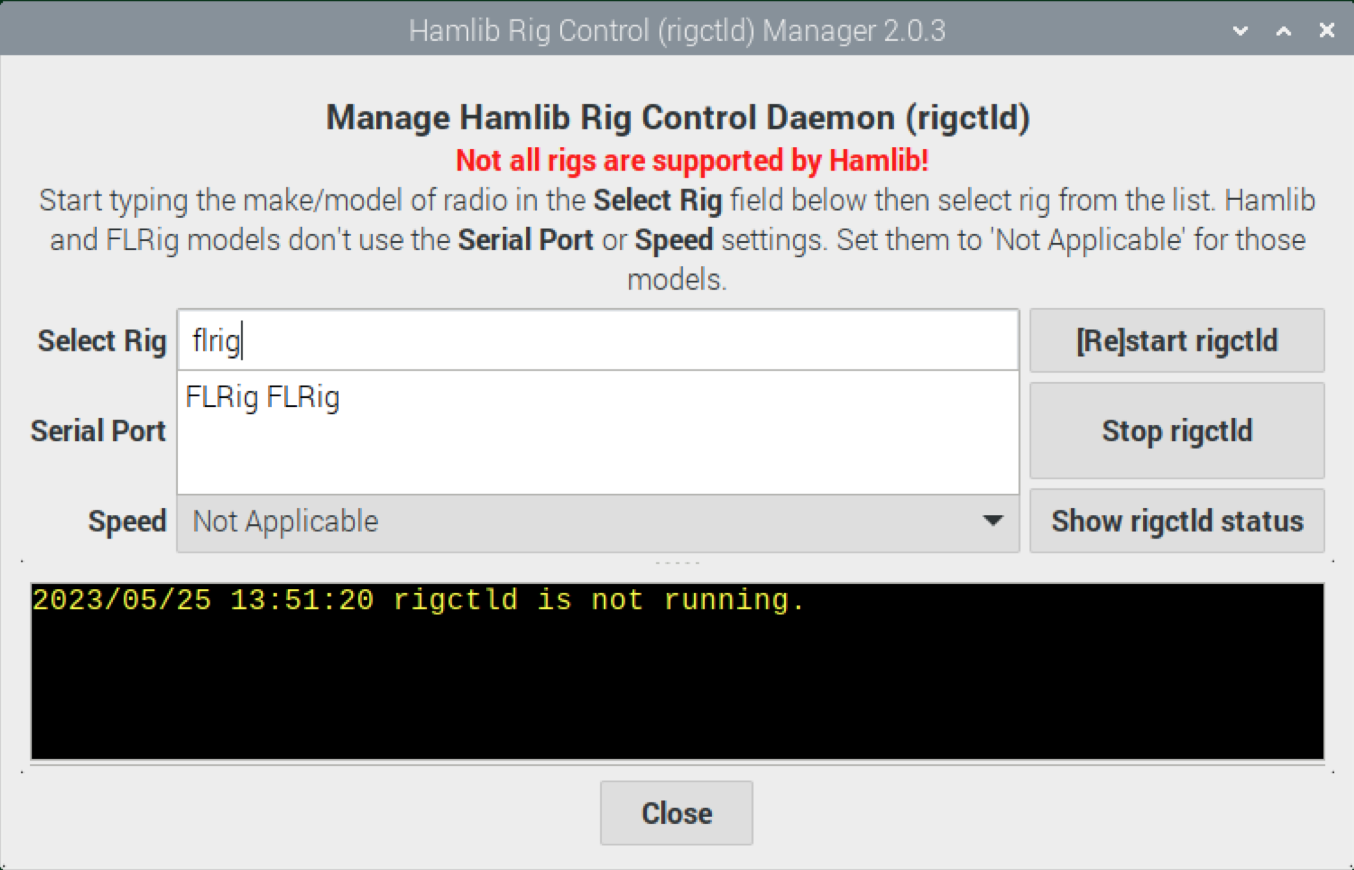 Hamlib Rig Control (rigctld) Manager 2.0.3
Manage Hamlib Rig Control Daemon (rigctld)
Not all rigs are supported by Hamlib!
Start typing the make/model of radio in the Select Rig field below then select rig from the list. Hamlib
and FLRig models don't use the Serial Port or Speed settings. Set them to 'Not Applicable' for those
models.
Select Rig
flrig
[Re]start rigctld
FLRig FLRig
Serial Port
Stop rigctld
Speed
Not Applicable
Show rigctld status
2023/05/25 13:51:20 rigctld is not running.
Close